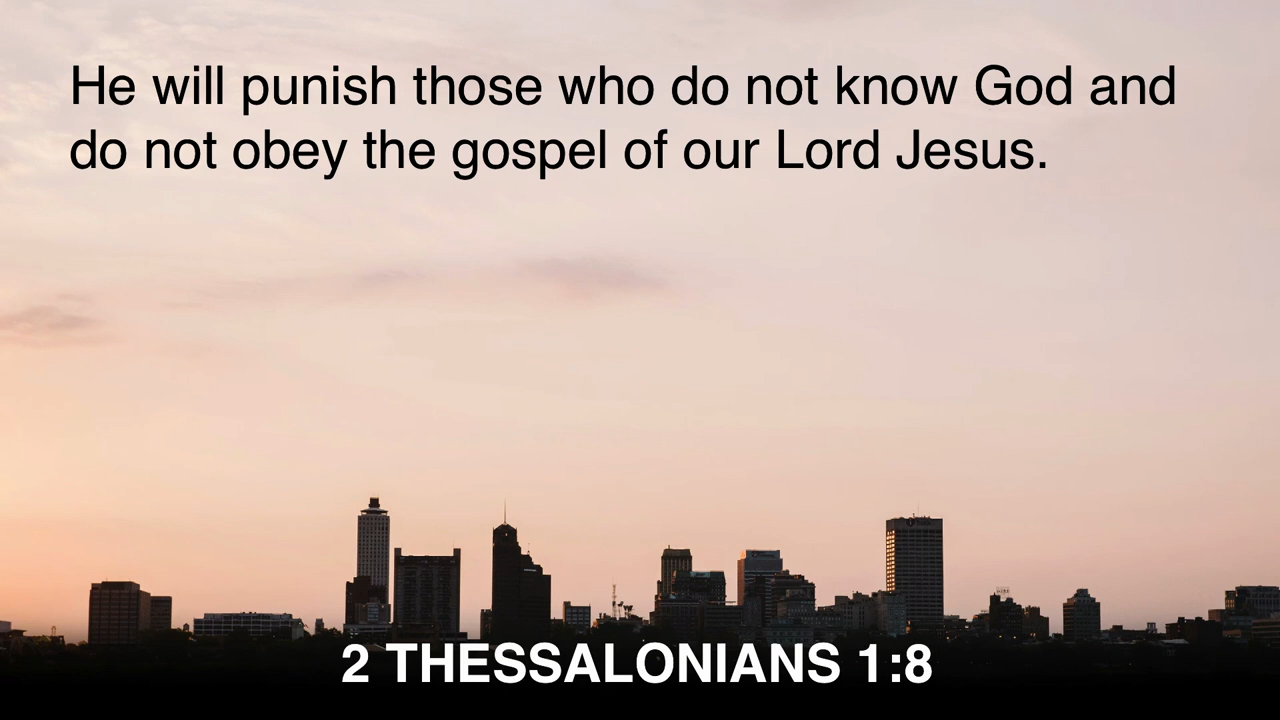 He will punish those who do not know God and
do not obey the gospel of our Lord Jesus.
2 THESSALONIANS 1:8